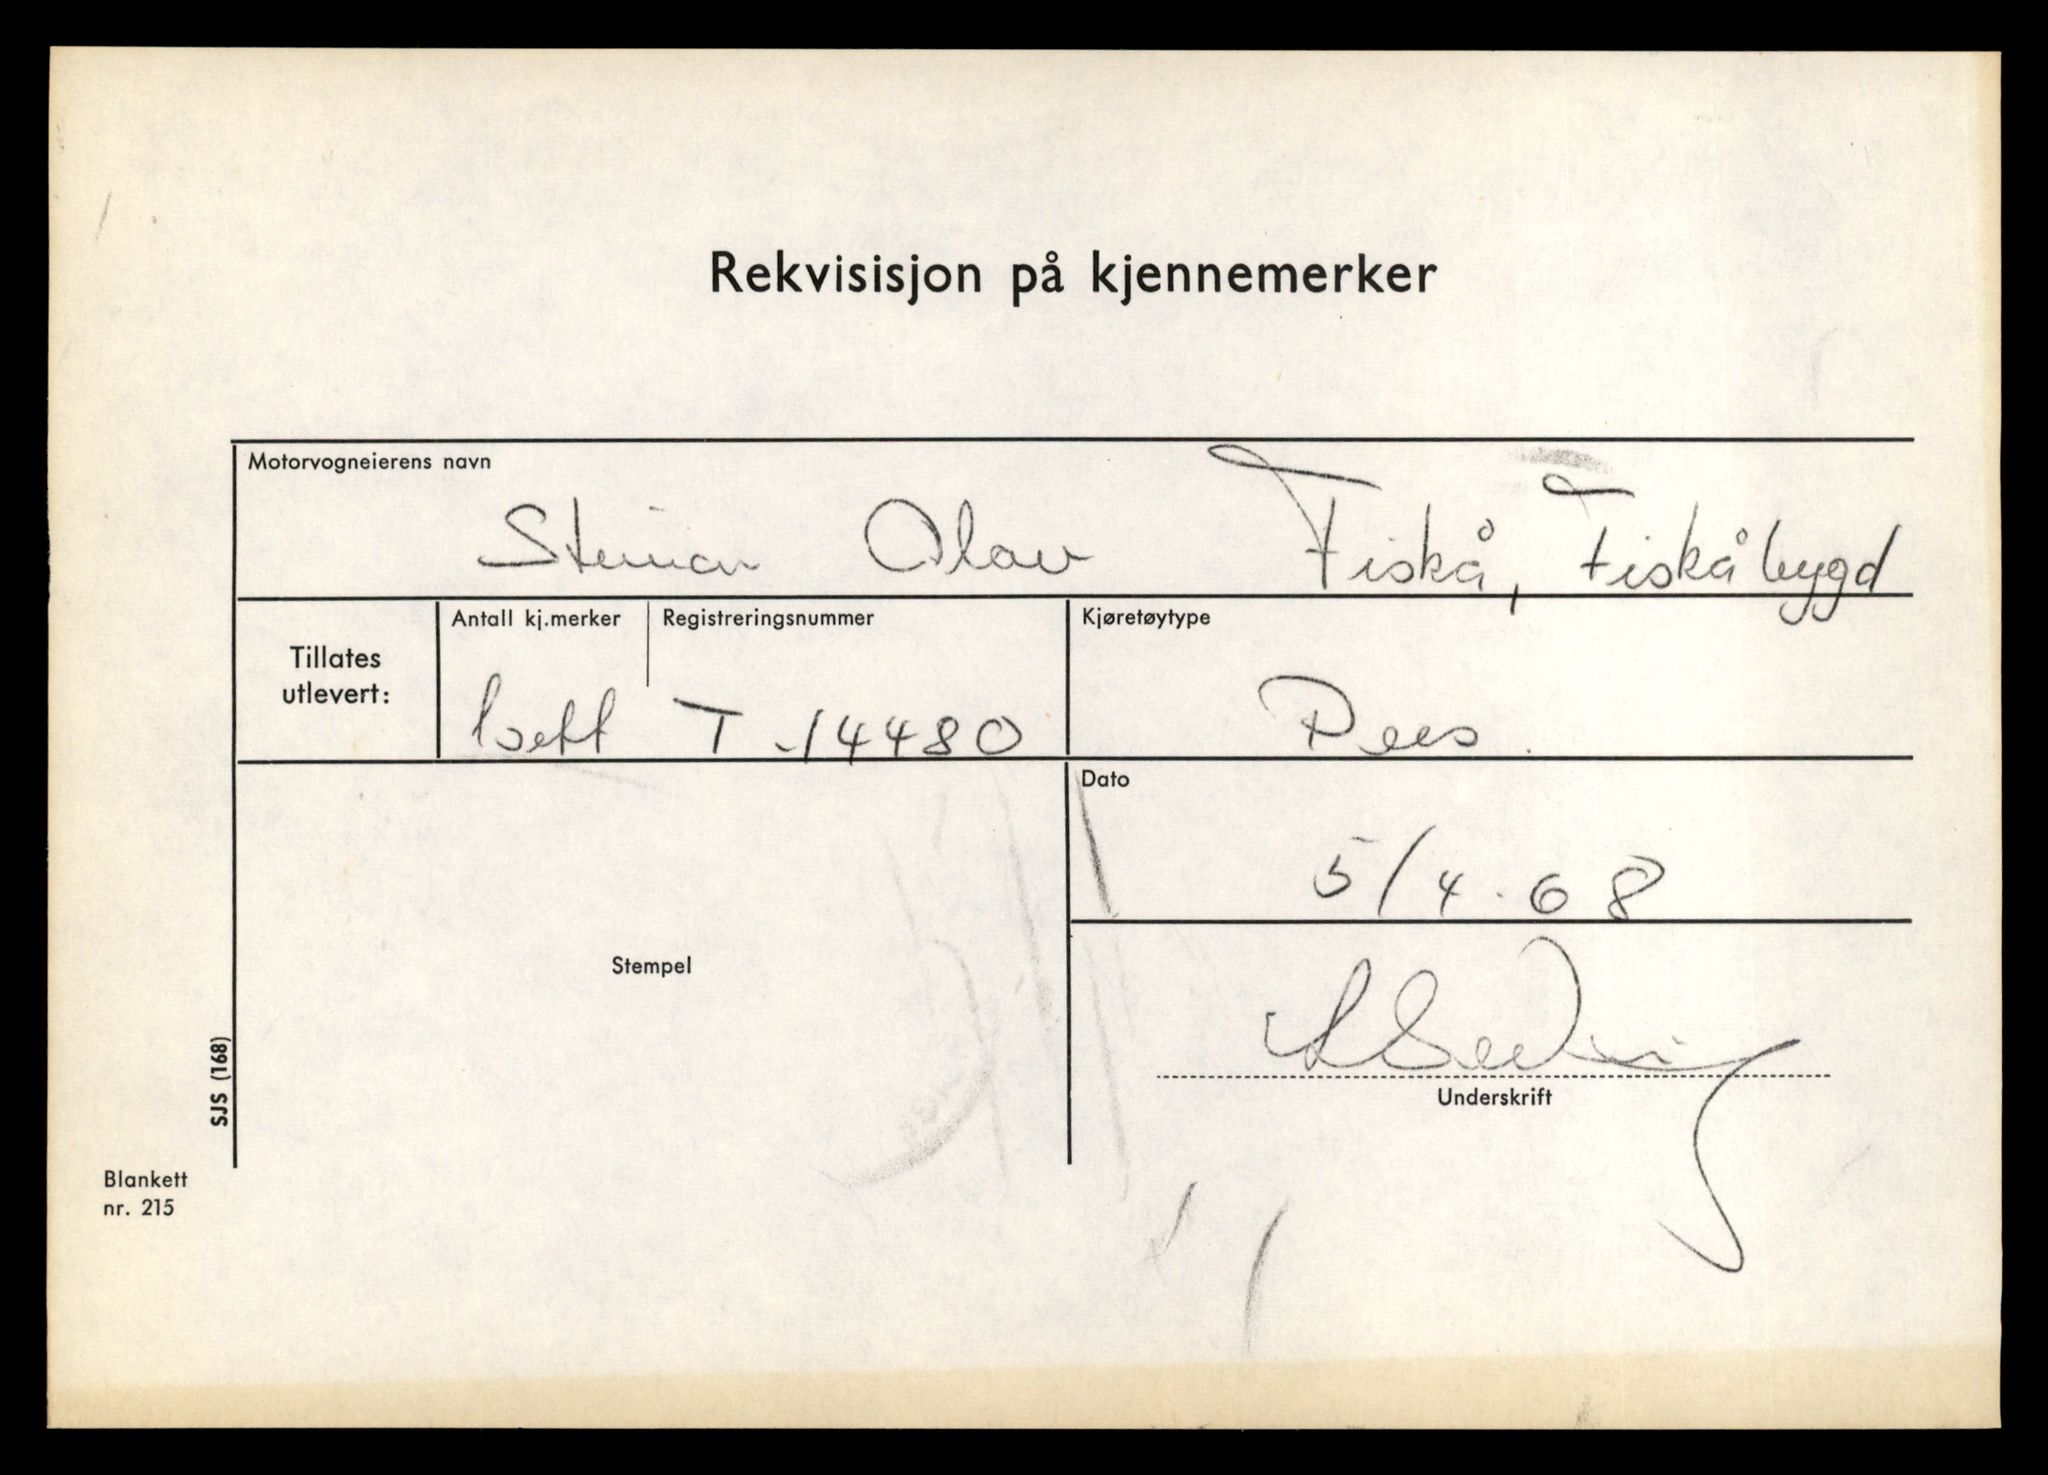 Rekvisisjon på kjennemerker
Motorvogneierens navn
Steinar Olav Fiskå, Fiskåbygd
Tillates
utlevert:
Antall kj.merker
1 sett
Registreringsnummer
T-14480
Kjøretøytype
Pers.
Dato
5/4.68
Stempel
Underskrift
SJS (168)
Blankett
nr. 215